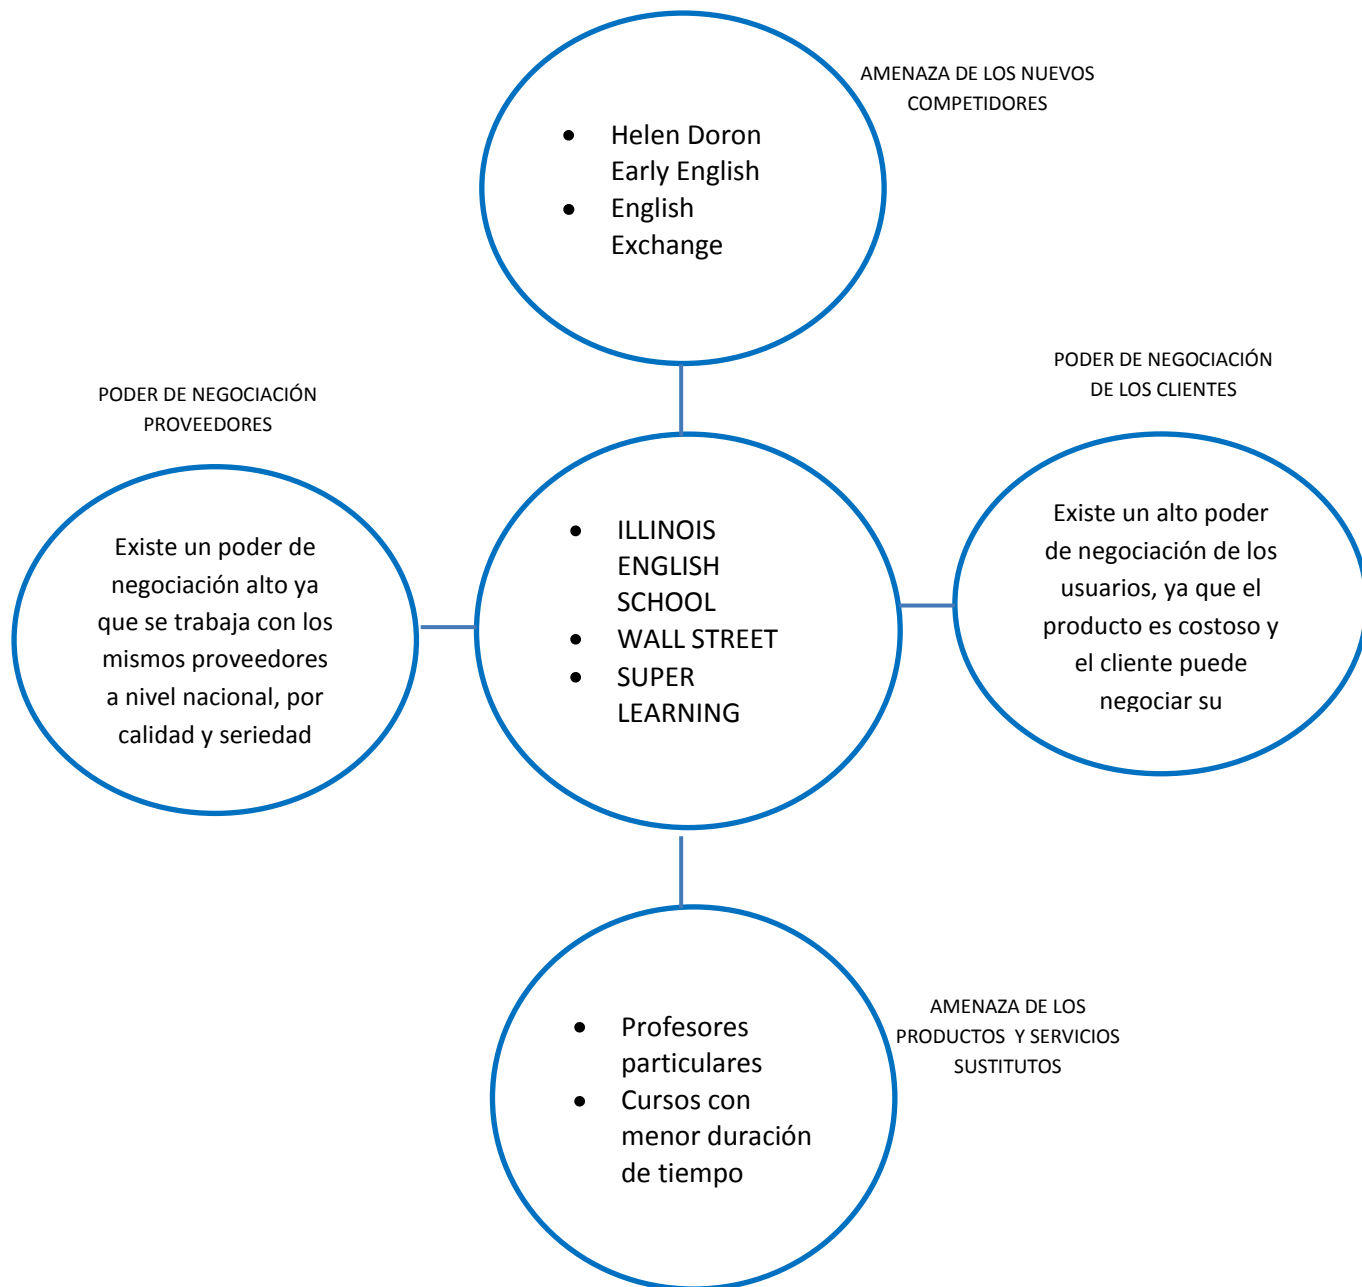 AMENAZA DE LOS NUEVOS
COMPETIDORES
• Helen Doron
Early English
• English
Exchange
PODER DE NEGOCIACIÓN
PROVEEDORES
PODER DE NEGOCIACIÓN
DE LOS CLIENTES
Existe un poder de
negociación alto ya
que se trabaja con los
mismos proveedores
a nivel nacional, por
calidad y seriedad
• ILLINOIS
ENGLISH
SCHOOL
• WALL STREET
• SUPER
LEARNING
Existe un alto poder
de negociación de los
usuarios, ya que el
producto es costoso y
el cliente puede
negociar su
• Profesores
particulares
• Cursos con
menor duración
de tiempo
AMENAZA DE LOS
PRODUCTOS Y SERVICIOS
SUSTITUTOS